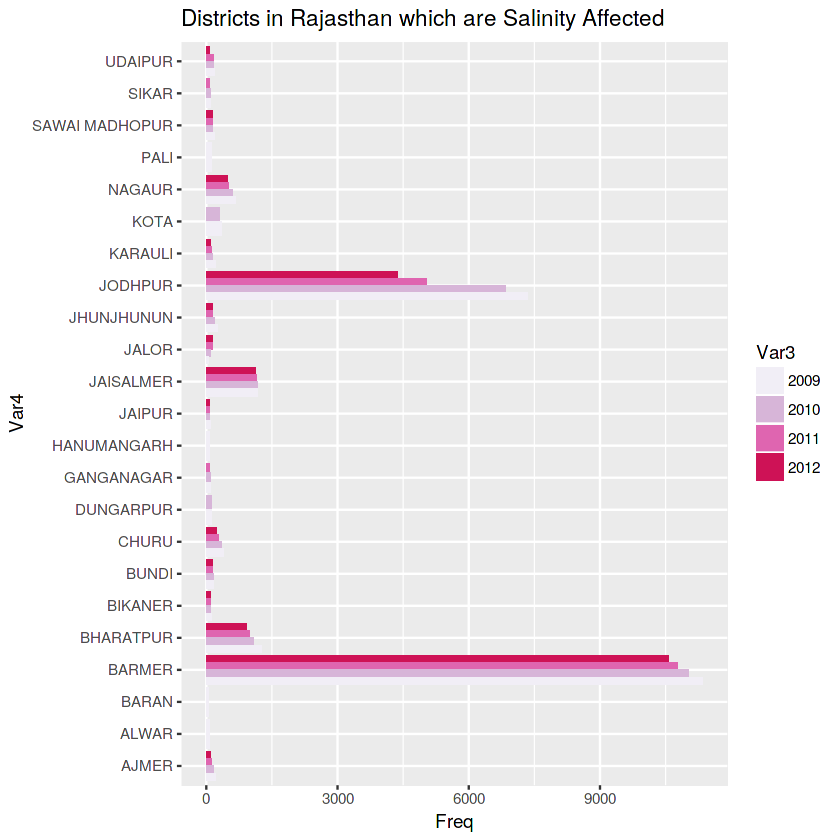 Districts in Rajasthan which are Salinity Affected
UDAIPUR
SIKAR
SAWAI MADHOPUR
PALI
NAGAUR
KOTA
KARAULI
JODHPUR
JHUNJHUNUN
JALOR
JAISALMER
JAIPUR
HANUMANGARH
GANGANAGAR
DUNGARPUR
CHURU
BUNDI
BIKANER
BHARATPUR
BARMER
BARAN
ALWAR
AJMER
Var4
0 3000 6000 9000
Freq
Var3
2009
2010
2011
2012